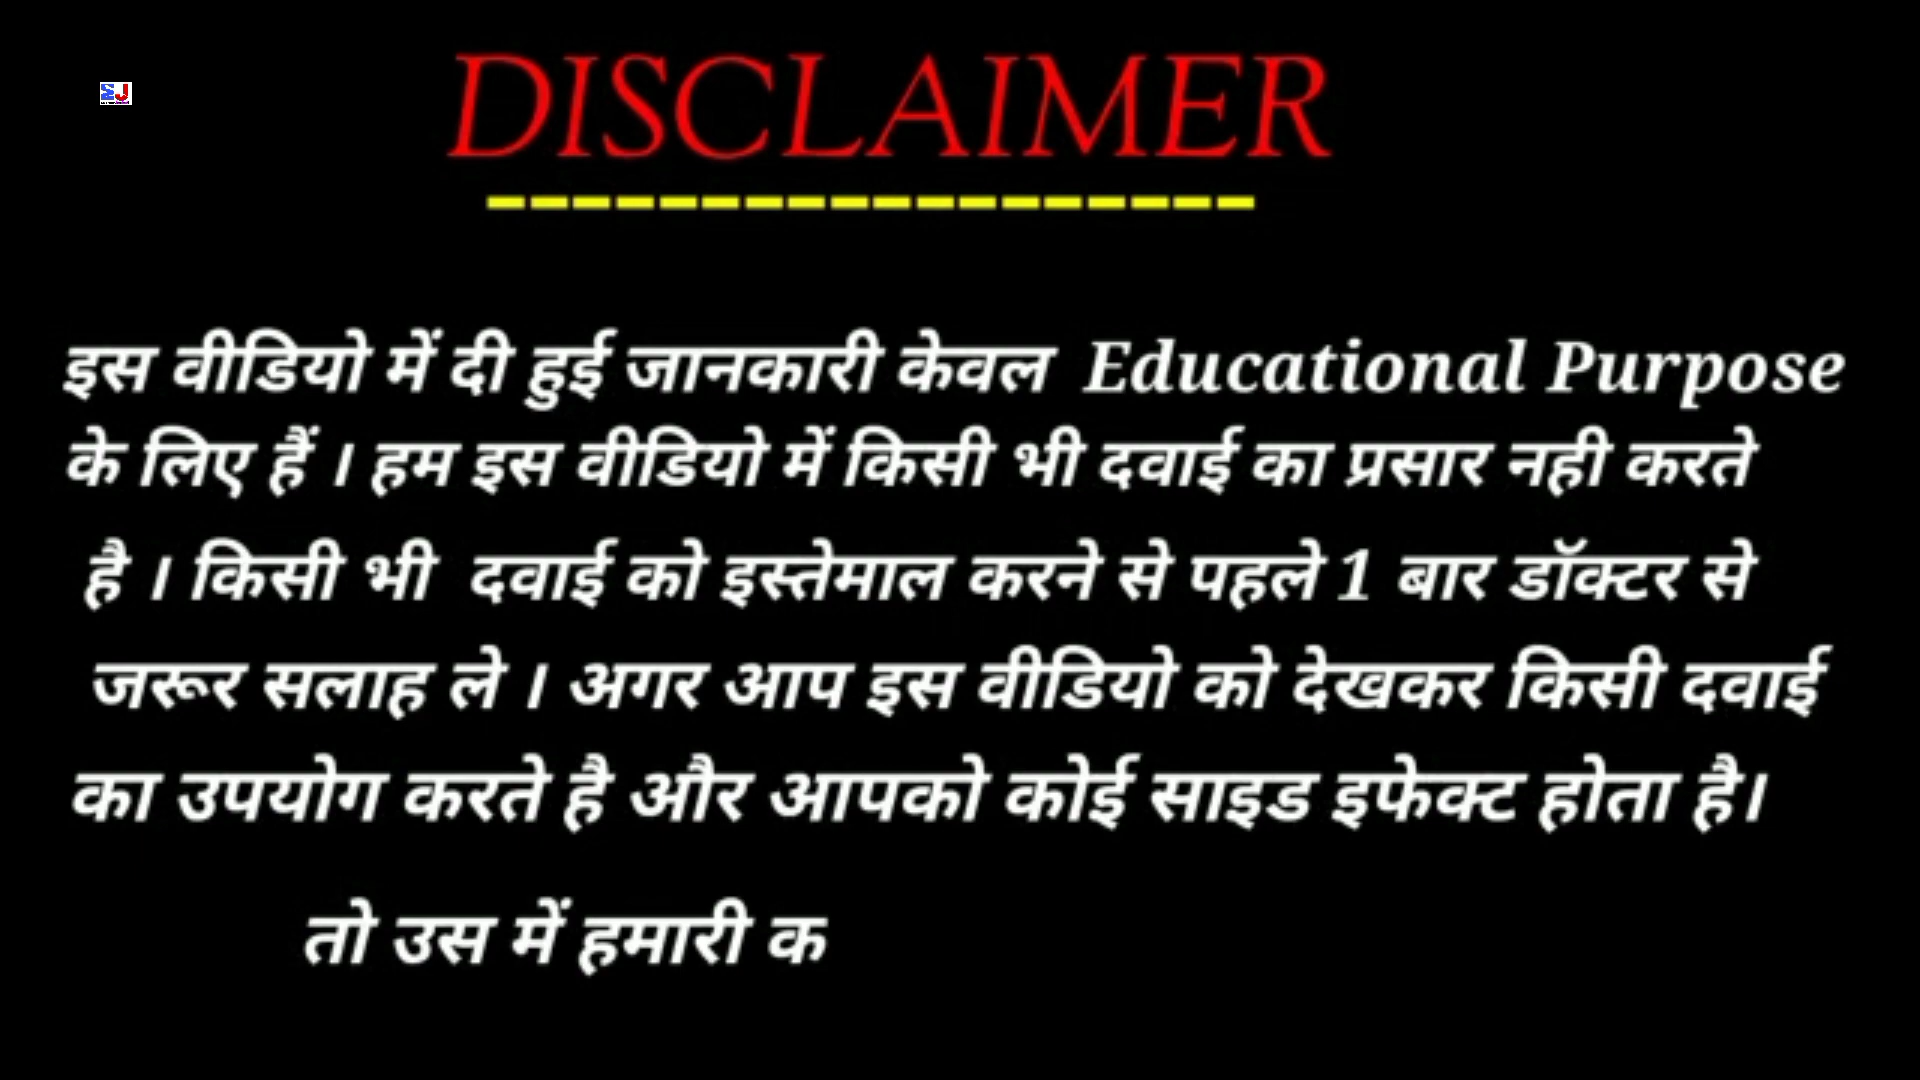 DISCLAIMER
------------------
इस वीडियो में दी हुई जानकारी केवल Educational Purpose
के लिए हैं । हम इस वीडियो में किसी भी दवाई का प्रसार नही करते
है । किसी भी दवाई को इस्तेमाल करने से पहले 1 बार डॉक्टर से
जरूर सलाह ले । अगर आप इस वीडियो को देखकर किसी दवाई
का उपयोग करते है और आपको कोई साइड इफेक्ट होता है।
तो उस में हमारी क